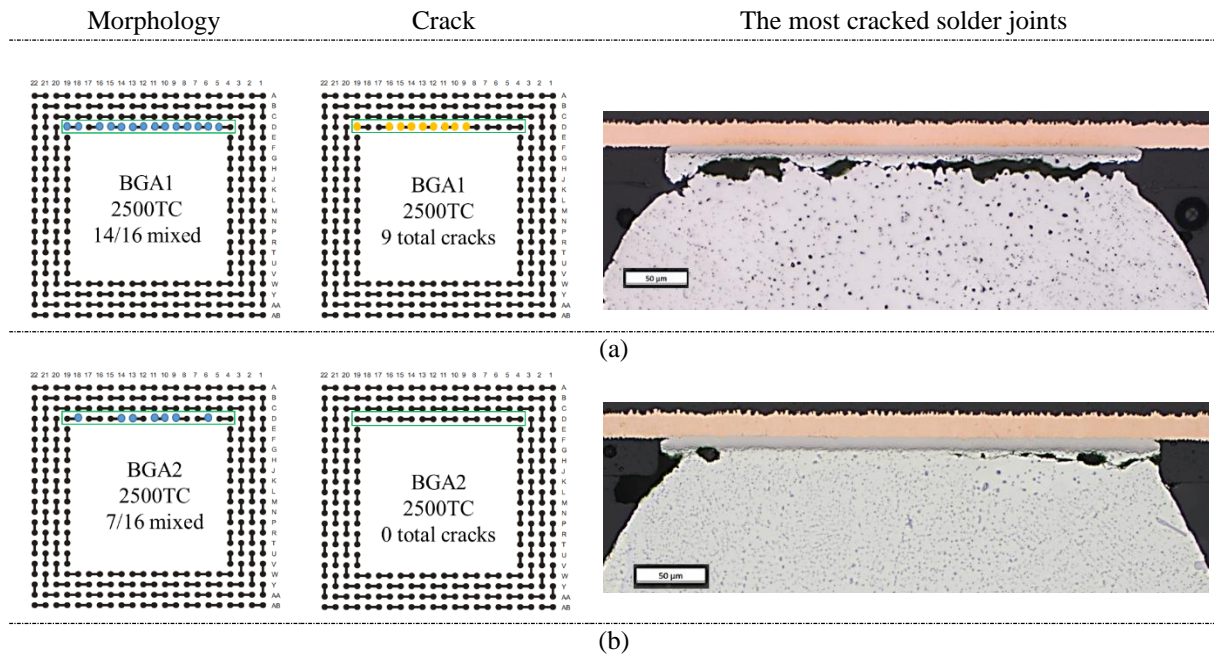 Morphology Crack The most cracked solder joints
22 21 20 19 18 17 16 15 14 13 12 11 10 9 8 7 6 5 4 3 2 1
A
B
C
D
E
F
G
H
J
K
L
M
N
P
R
T
U
V
W
Y
AA
AB
BGA1
2500TC
14/16 mixed
22 21 20 19 18 17 16 15 14 13 12 11 10 9 8 7 6 5 4 3 2 1
A
B
C
D
E
F
G
H
J
K
L
M
N
P
R
T
U
V
W
Y
AA
AB
BGA1
2500TC
9 total cracks
50 µm
(a)
22 21 20 19 18 17 16 15 14 13 12 11 10 9 8 7 6 5 4 3 2 1
A
B
C
D
E
F
G
H
J
K
L
M
N
P
R
T
U
V
W
Y
AA
AB
BGA2
2500TC
7/16 mixed
22 21 20 19 18 17 16 15 14 13 12 11 10 9 8 7 6 5 4 3 2 1
A
B
C
D
E
F
G
H
J
K
L
M
N
P
R
T
U
V
W
Y
AA
AB
BGA2
2500TC
0 total cracks
50 µm
(b)